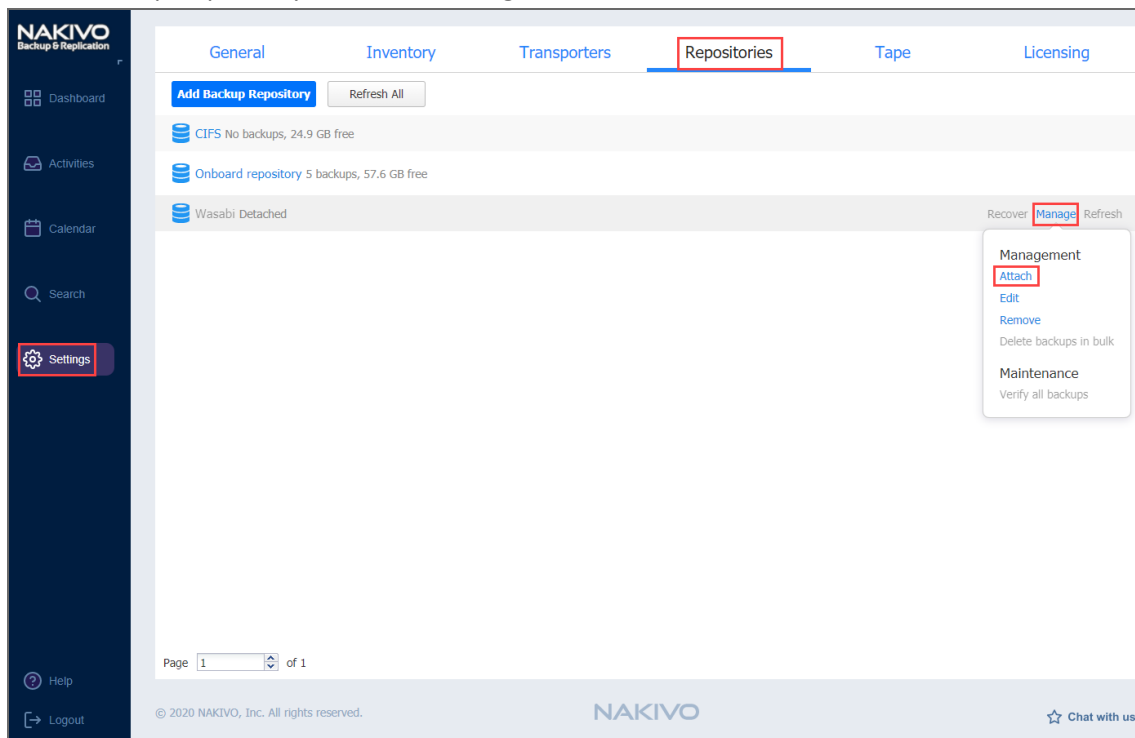 NAKIVO
Backup & Replication
Dashboard
Activities
Calendar
Search
Settings
Help
Logout
General Inventory Transporters Repositories Tape Licensing
Add Backup Repository Refresh All
CIFS No backups, 24.9 GB free
Onboard repository 5 backups, 57.6 GB free
Wasabi Detached Recover Manage Refresh
Management
Attach
Edit
Remove
Delete backups in bulk
Maintenance
Verify all backups
Page 1 of 1
© 2020 NAKIVO, Inc. All rights reserved. NAKIVO Chat with us